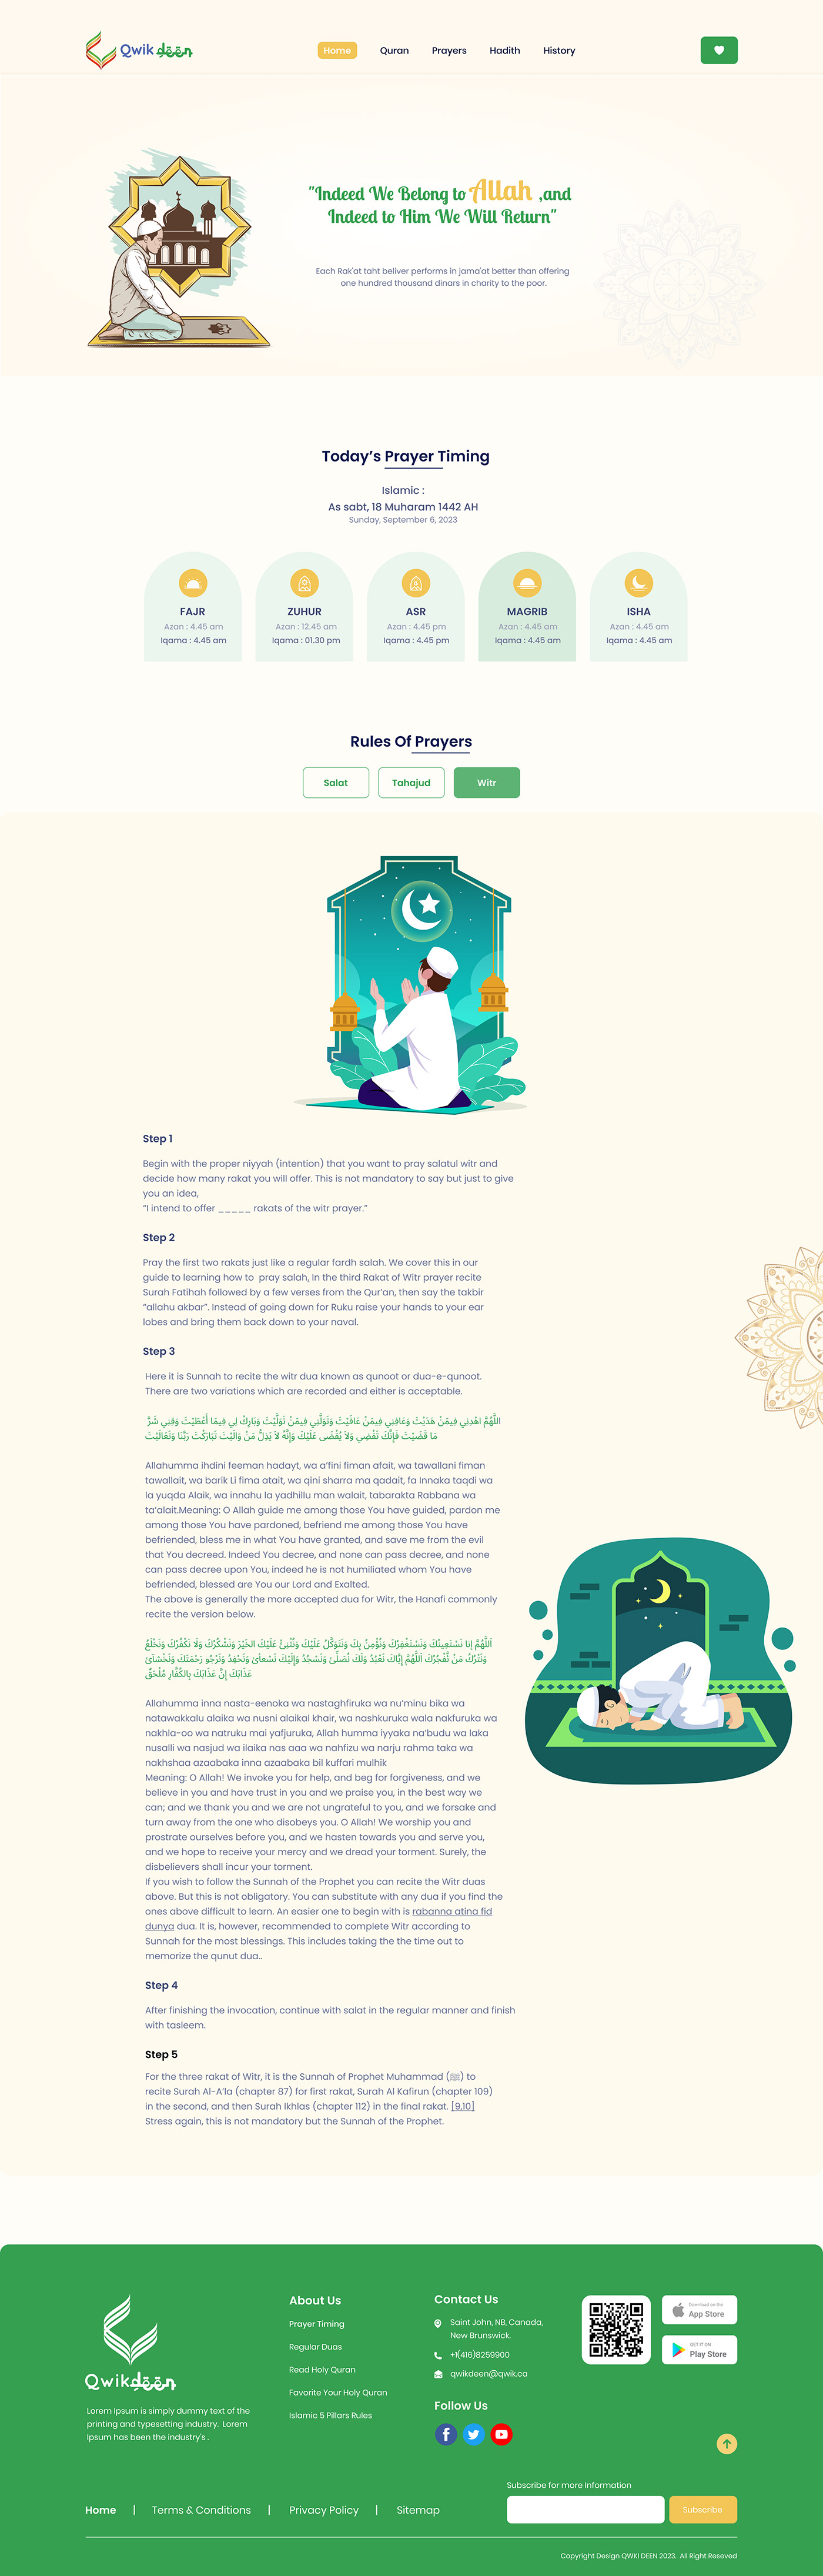 Qwik deen
Home
Quran
Prayers
Hadith
History
"Indeed We Belong to Allah ,and
Indeed to Him We Will Return"
Each Rak'at taht beliver performs in jama'at better than offering
one hundred thousand dinars in charity to the poor.
Today's Prayer Timing
Islamic :
As sabt, 18 Muharam 1442 AH
Sunday, September 6, 2023
FAJR
Azan : 4.45 am
Iqama : 4.45 am
ZUHUR
Azan : 12.45 am
Iqama : 01.30 pm
ASR
Azan : 4.45 pm
Iqama : 4.45 pm
MAGRIB
Azan : 4.45 am
Iqama : 4.45 am
ISHA
Azan : 4.45 am
Iqama : 4.45 am
Rules Of Prayers
Salat
Tahajud
Witr
Step 1
Begin with the proper niyyah (intention) that you want to pray salatul witr and
decide how many rakat you will offer. This is not mandatory to say but just to give
you an idea,
“I intend to offer _____ rakats of the witr prayer.”
Step 2
Pray the first two rakats just like a regular fardh salah. We cover this in our
guide to learning how to  pray salah. In the third Rakat of Witr prayer recite
Surah Fatihah followed by a few verses from the Qur’an, then say the takbir
“allahu akbar”. Instead of going down for Ruku raise your hands to your ear
lobes and bring them back down to your naval.
Step 3
Here it is Sunnah to recite the witr dua known as qunoot or dua-e-qunoot.
There are two variations which are recorded and either is acceptable.
اللَّهُمَّ اهْدِنِي فِيمَنْ هَدَيْتَ وَعَافِنِي فِيمَنْ عَافَيْتَ وَتَوَلَّنِي فِيمَنْ تَوَلَّيْتَ وَبَارِكْ لِي فِيمَا أَعْطَيْتَ وَقِنِي شَرَّ
مَا قَضَيْتَ فَإِنَّكَ تَقْضِي وَلاَ يُقْضَى عَلَيْكَ وَإِنَّهُ لاَ يَذِلُّ مَنْ وَالَيْتَ تَبَارَكْتَ رَبَّنَا وَتَعَالَيْتَ
Allahumma ihdini feeman hadayt, wa a’fini fiman afait, wa tawallani fiman
tawallait, wa barik Li fima atait, wa qini sharra ma qadait, fa Innaka taqdi wa
la yuqda Alaik, wa innahu la yadhillu man walait, tabarakta Rabbana wa
ta’alait.Meaning: O Allah guide me among those You have guided, pardon me
among those You have pardoned, befriend me among those You have
befriended, bless me in what You have granted, and save me from the evil
that You decreed. Indeed You decree, and none can pass decree, and none
can pass decree upon You, indeed he is not humiliated whom You have
befriended, blessed are You our Lord and Exalted.
The above is generally the more accepted dua for Witr, the Hanafi commonly
recite the version below.
اَللَّهُمَّ إنا نَسْتَعِينُكَ وَنَسْتَغْفِرُكَ وَنُؤْمِنُ بِكَ وَنَتَوَكَّلُ عَلَيْكَ وَنُثْنِئْ عَلَيْكَ الخَيْرَ وَنَشْكُرُكَ وَلَا نَكْفُرُكَ وَنَخْلَعُ
وَنَتْرُكُ مَنْ ئَّفْجُرُكَ اَللَّهُمَّ إِيَّاكَ نَعْبُدُ وَلَكَ نُصَلِّئ وَنَسْجُدُ وَإِلَيْكَ نَسْعأئ وَنَحْفِدُ وَنَرْجُو رَحْمَتَكَ وَنَخْشآئ
عَذَابَكَ إِنَّ عَذَابَكَ بِالكُفَّارِ مُلْحَقٌ
Allahumma inna nasta-eenoka wa nastaghfiruka wa nu’minu bika wa
natawakkalu alaika wa nusni alaikal khair, wa nashkuruka wala nakfuruka wa
nakhla-oo wa natruku mai yafjuruka, Allah humma iyyaka na’budu wa laka
nusalli wa nasjud wa ilaika nas aaa wa nahfizu wa narju rahma taka wa
nakhshaa azaabaka inna azaabaka bil kuffari mulhik
Meaning: O Allah! We invoke you for help, and beg for forgiveness, and we
believe in you and have trust in you and we praise you, in the best way we
can; and we thank you and we are not ungrateful to you, and we forsake and
turn away from the one who disobeys you. O Allah! We worship you and
prostrate ourselves before you, and we hasten towards you and serve you,
and we hope to receive your mercy and we dread your torment. Surely, the
disbelievers shall incur your torment.
If you wish to follow the Sunnah of the Prophet you can recite the Witr duas
above. But this is not obligatory. You can substitute with any dua if you find the
ones above difficult to learn. An easier one to begin with is rabanna atina fid
dunya dua. It is, however, recommended to complete Witr according to
Sunnah for the most blessings. This includes taking the the time out to
memorize the qunut dua..
Step 4
After finishing the invocation, continue with salat in the regular manner and finish
with tasleem.
Step 5
For the three rakat of Witr, it is the Sunnah of Prophet Muhammad (ﷺ) to
recite Surah Al-A’la (chapter 87) for first rakat, Surah Al Kafirun (chapter 109)
in the second, and then Surah Ikhlas (chapter 112) in the final rakat. [9,10]
Stress again, this is not mandatory but the Sunnah of the Prophet.
Qwikdeen
Lorem Ipsum is simply dummy text of the
printing and typesetting industry.  Lorem
Ipsum has been the industry's .
About Us
Prayer Timing
Regular Duas
Read Holy Quran
Favorite Your Holy Quran
Islamic 5 Pillars Rules
Contact Us
Saint John, NB, Canada,
New Brunswick.
+1(416)8259900
qwikdeen@qwik.ca
Follow Us
Download on the
App Store
GET IT ON
Play Store
Subscribe for more Information
Subscribe
Home | Terms & Conditions | Privacy Policy | Sitemap
Copyright Design QWKI DEEN 2023.  All Right Reseved